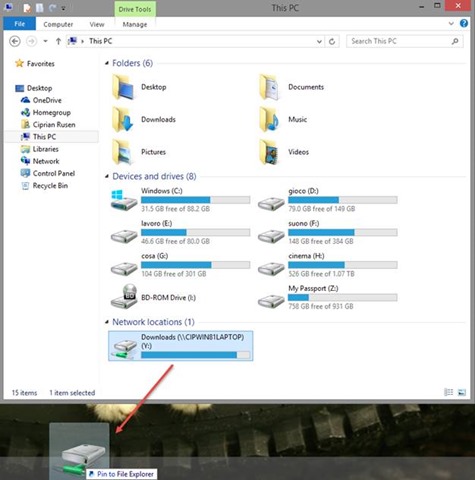 Drive Tools
This PC
File
Computer
View
Manage
This PC
Search This PC
Favorites
Desktop
OneDrive
Homegroup
Ciprian Rusen
This PC
Libraries
Network
Control Panel
Recycle Bin
Folders (6)
Desktop
Documents
Downloads
Music
Pictures
Videos
Devices and drives (8)
Windows (C:)
31.5 GB free of 88.2 GB
gioco (D:)
79.0 GB free of 149 GB
lavoro (E:)
46.6 GB free of 80.0 GB
suono (F:)
148 GB free of 384 GB
cosa (G:)
104 GB free of 301 GB
cinema (H:)
526 GB free of 1.07 TB
BD-ROM Drive (I:)
BD
My Passport (Z:)
758 GB free of 931 GB
Network locations (1)
Downloads (\\CIPWIN81LAPTOP)
(Y:)
15 items
1 item selected
Pin to File Explorer